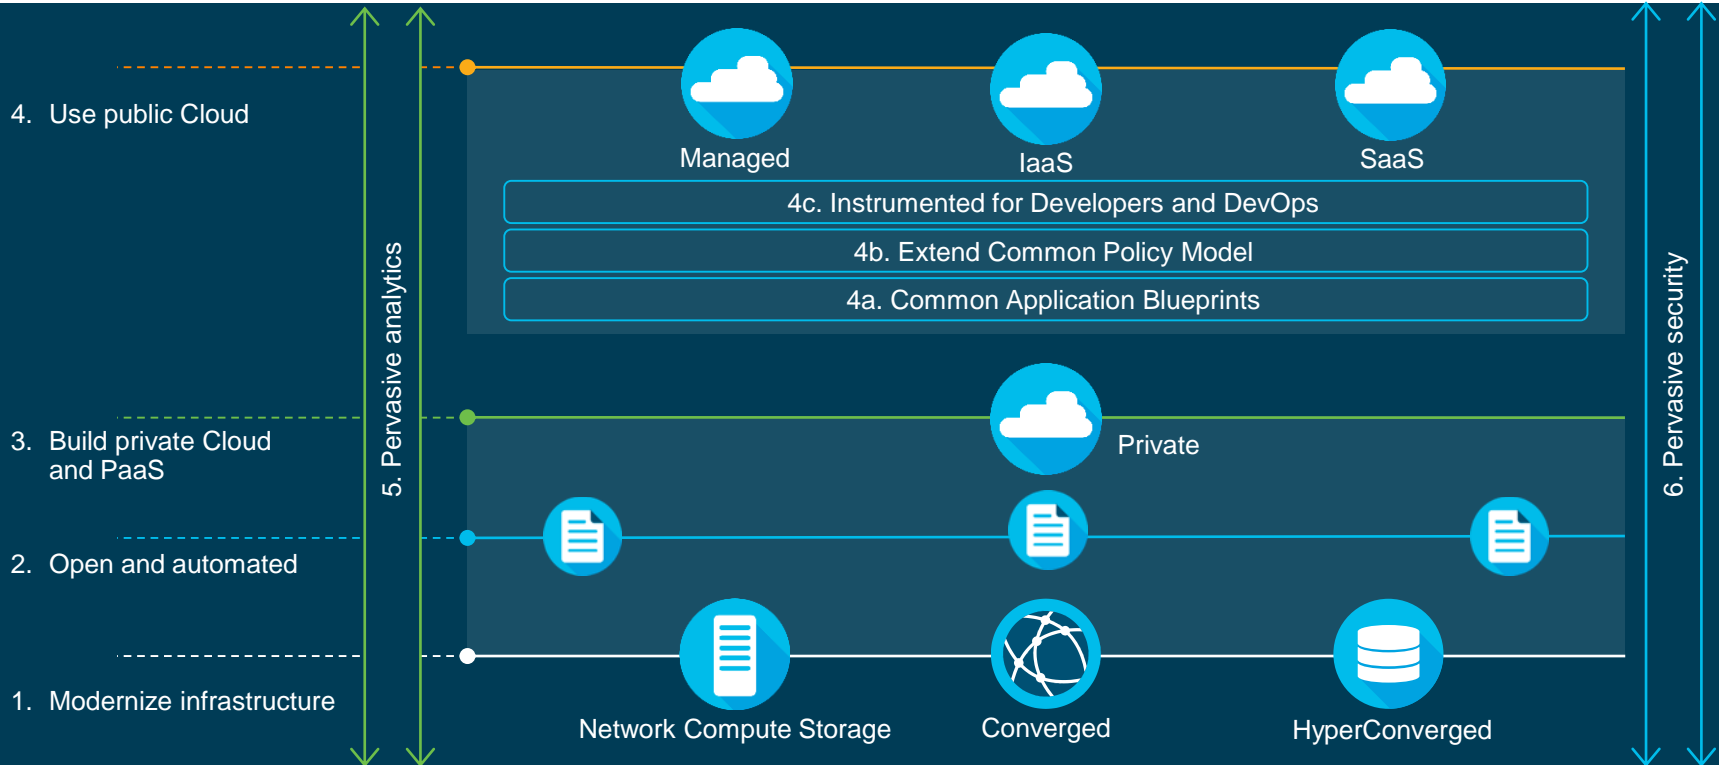 4. Use public Cloud
Managed
IaaS
SaaS
4c. Instrumented for Developers and DevOps
4b. Extend Common Policy Model
4a. Common Application Blueprints
5. Pervasive analytics
6. Pervasive security
3. Build private Cloud
and PaaS
Private
2. Open and automated
1. Modernize infrastructure
Network Compute Storage
Converged
HyperConverged